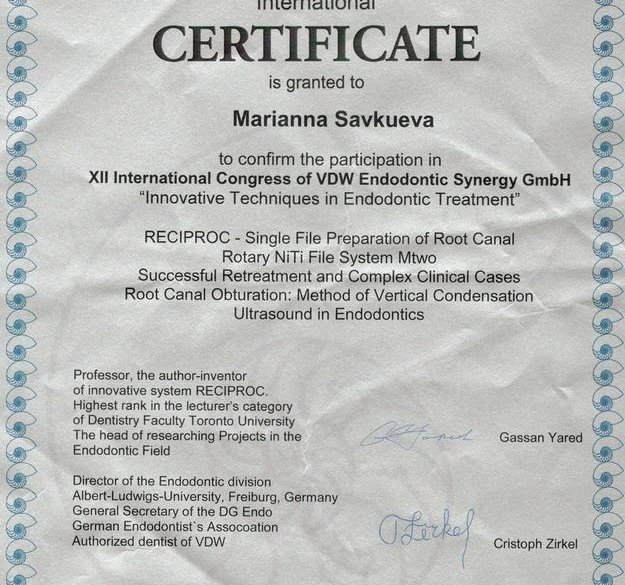 International
CERTIFICATE
is granted to
Marianna Savkueva
to confirm the participation in
XII International Congress of VDW Endodontic Synergy GmbH
“Innovative Techniques in Endodontic Treatment”
RECIPROC - Single File Preparation of Root Canal
Rotary NiTi File System Mtwo
Successful Retreatment and Complex Clinical Cases
Root Canal Obturation: Method of Vertical Condensation
Ultrasound in Endodontics
Professor, the author-inventor
of innovative system RECIPROC.
Highest rank in the lecturer's category
of Dentistry Faculty Toronto University
The head of researching Projects in the
Endodontic Field
Gassan Yared
Director of the Endodontic division
Albert-Ludwigs-University, Freiburg, Germany
General Secretary of the DG Endo
German Endodontist`s Assocoation
Authorized dentist of VDW
Cristoph Zirkel